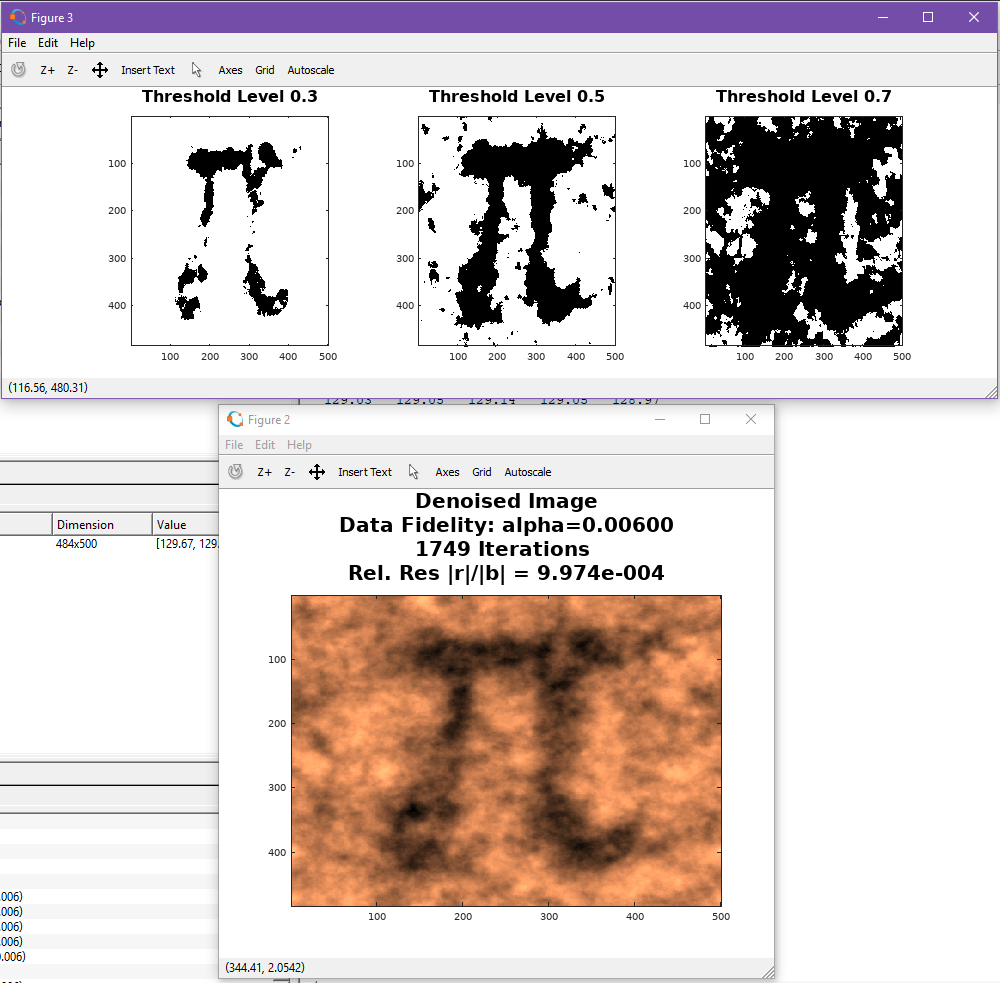 Figure 3
File Edit Help
Z+ Z- Insert Text Axes Grid Autoscale
Threshold Level 0.3 Threshold Level 0.5 Threshold Level 0.7
100 100 100
200 200 200
300 300 300
400 400 400
100 200 300 400 500 100 200 300 400 500 100 200 300 400 500
(116.56, 480.31)
129.03 129.05 129.14 129.05 128.97
Figure 2
File Edit Help
Z+ Z- Insert Text Axes Grid Autoscale
Dimension Value
484x500 [129.67, 129.
Denoised Image
Data Fidelity: alpha=0.00600
1749 Iterations
Rel. Res |r|/|b| = 9.974e-004
100
200
300
400
100 200 300 400 500
.006)
.006)
.006)
.006)
0.006)
(344.41, 2.0542)